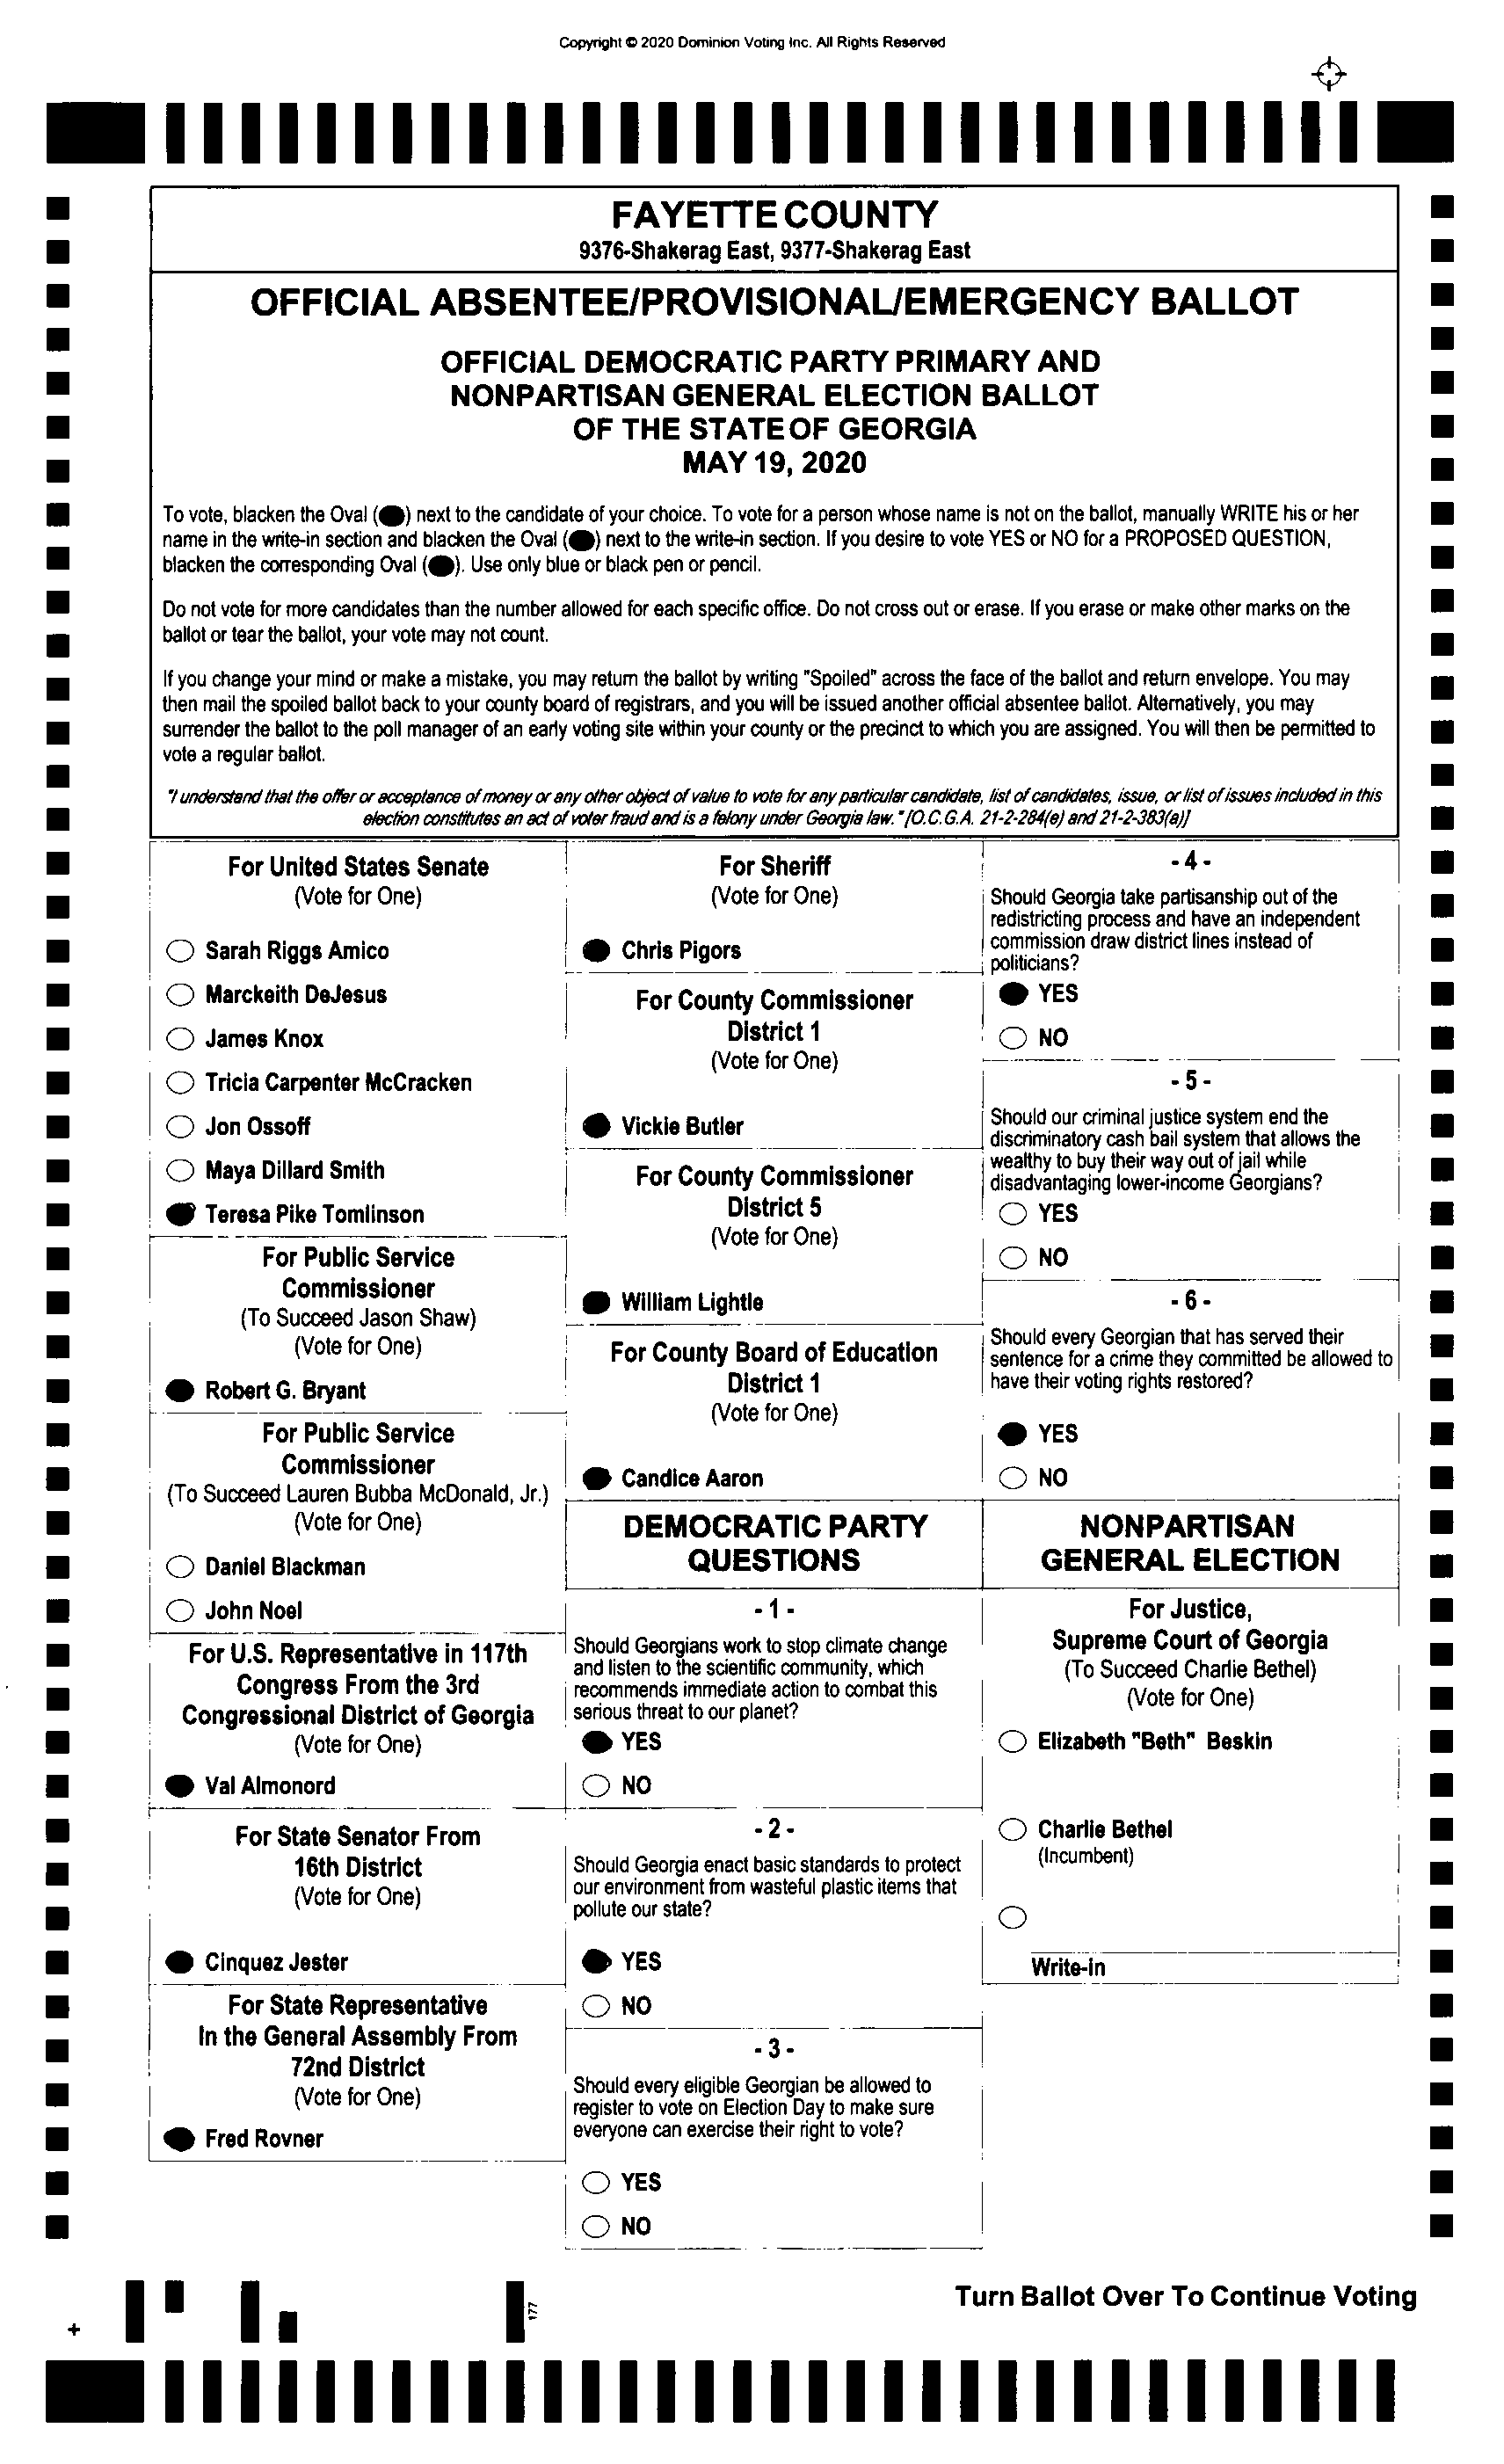 Copyright © 2020 Dominion Voting Inc. All Rights Reserved
FAYETTE COUNTY
9376-Shakerag East, 9377-Shakerag East
OFFICIAL ABSENTEE/PROVISIONAL/EMERGENCY BALLOT
OFFICIAL DEMOCRATIC PARTY PRIMARY AND
NONPARTISAN GENERAL ELECTION BALLOT
OF THE STATE OF GEORGIA
MAY 19, 2020
To vote, blacken the Oval (●) next to the candidate of your choice. To vote for a person whose name is not on the ballot, manually WRITE his or her
name in the write-in section and blacken the Oval (●) next to the write-in section. If you desire to vote YES or NO for a PROPOSED QUESTION,
blacken the corresponding Oval (●). Use only blue or black pen or pencil.
Do not vote for more candidates than the number allowed for each specific office. Do not cross out or erase. If you erase or make other marks on the
ballot or tear the ballot, your vote may not count.
If you change your mind or make a mistake, you may return the ballot by writing "Spoiled" across the face of the ballot and return envelope. You may
then mail the spoiled ballot back to your county board of registrars, and you will be issued another official absentee ballot. Alternatively, you may
surrender the ballot to the poll manager of an early voting site within your county or the precinct to which you are assigned. You will then be permitted to
vote a regular ballot.
"I understand that the offer or acceptance of money or any other object of value to vote for any particular candidate, list of candidates, issue, or list of issues included in this
election constitutes an act of voter fraud and is a felony under Georgia law." [O.C.G.A. 21-2-284(e) and 21-2-383(a)]
For United States Senate
(Vote for One)
Sarah Riggs Amico
Marckeith DeJesus
James Knox
Tricia Carpenter McCracken
Jon Ossoff
Maya Dillard Smith
Teresa Pike Tomlinson
For Public Service
Commissioner
(To Succeed Jason Shaw)
(Vote for One)
Robert G. Bryant
For Public Service
Commissioner
(To Succeed Lauren Bubba McDonald, Jr.)
(Vote for One)
Daniel Blackman
John Noel
For U.S. Representative in 117th
Congress From the 3rd
Congressional District of Georgia
(Vote for One)
Val Almonord
For State Senator From
16th District
(Vote for One)
Cinquez Jester
For State Representative
In the General Assembly From
72nd District
(Vote for One)
Fred Rovner
For Sheriff
(Vote for One)
Chris Pigors
For County Commissioner
District 1
(Vote for One)
Vickie Butler
For County Commissioner
District 5
(Vote for One)
William Lightle
For County Board of Education
District 1
(Vote for One)
Candice Aaron
DEMOCRATIC PARTY
QUESTIONS
- 1 -
Should Georgians work to stop climate change
and listen to the scientific community, which
recommends immediate action to combat this
serious threat to our planet?
YES
NO
- 2 -
Should Georgia enact basic standards to protect
our environment from wasteful plastic items that
pollute our state?
YES
NO
- 3 -
Should every eligible Georgian be allowed to
register to vote on Election Day to make sure
everyone can exercise their right to vote?
YES
NO
- 4 -
Should Georgia take partisanship out of the
redistricting process and have an independent
commission draw district lines instead of
politicians?
YES
NO
- 5 -
Should our criminal justice system end the
discriminatory cash bail system that allows the
wealthy to buy their way out of jail while
disadvantaging lower-income Georgians?
YES
NO
- 6 -
Should every Georgian that has served their
sentence for a crime they committed be allowed to
have their voting rights restored?
YES
NO
NONPARTISAN
GENERAL ELECTION
For Justice,
Supreme Court of Georgia
(To Succeed Charlie Bethel)
(Vote for One)
Elizabeth "Beth" Beskin
Charlie Bethel
(Incumbent)
Write-in
Turn Ballot Over To Continue Voting
+
177